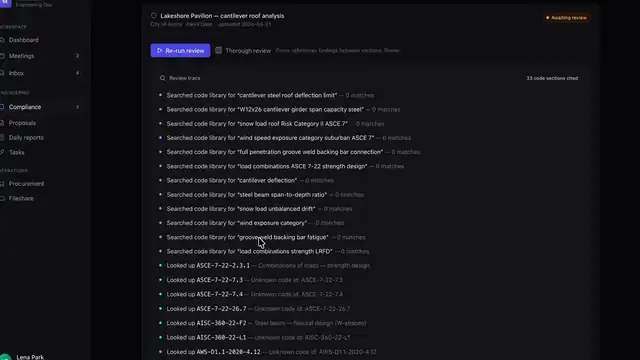 Engineering
Lakeshore Pavilion — cantilever roof analysis
Awaiting review
Dashboard
Meetings
Inbox
Compliance
Proposals
Daily reports
Tasks
Procurement
Fileshare
Lena Park
Re-run review
Thorough review
Review trace
33 code sections cited
Searched code library for "cantilever steel roof deflection limit" — 0 matches
Searched code library for "W12x26 cantilever girder span capacity steel" — 0 matches
Searched code library for "snow load roof Risk Category II ASCE 7" — 0 matches
Searched code library for "wind speed exposure category suburban ASCE 7" — 0 matches
Searched code library for "full penetration groove weld backing bar connection" — 0 matches
Searched code library for "load combinations ASCE 7-22 strength design" — 0 matches
Searched code library for "cantilever deflection" — 0 matches
Searched code library for "steel beam span-to-depth ratio" — 0 matches
Searched code library for "snow load unbalanced drift" — 0 matches
Searched code library for "wind exposure category" — 0 matches
Searched code library for "groove weld backing bar fatigue" — 0 matches
Searched code library for "load combinations strength LRFD" — 0 matches
Looked up ASCE-7-22-2.3.1 — Combinations of loads — strength design
Looked up ASCE-7-22-7.3 — Unknown code id: ASCE-7-22-7.3
Looked up ASCE-7-22-7.4 — Unknown code id: ASCE-7-22-7.4
Looked up ASCE-7-22-26.7 — Unknown code id: ASCE-7-22-26.7
Looked up AISC-360-22-F2 — Steel beam — flexural design (W-shapes)
Looked up AISC-360-22-L1 — Unknown code id: AISC-360-22-L1
Looked up AWS-D1.1-2020-4.12 — Unknown code id: AWS-D1.1-2020-4.12